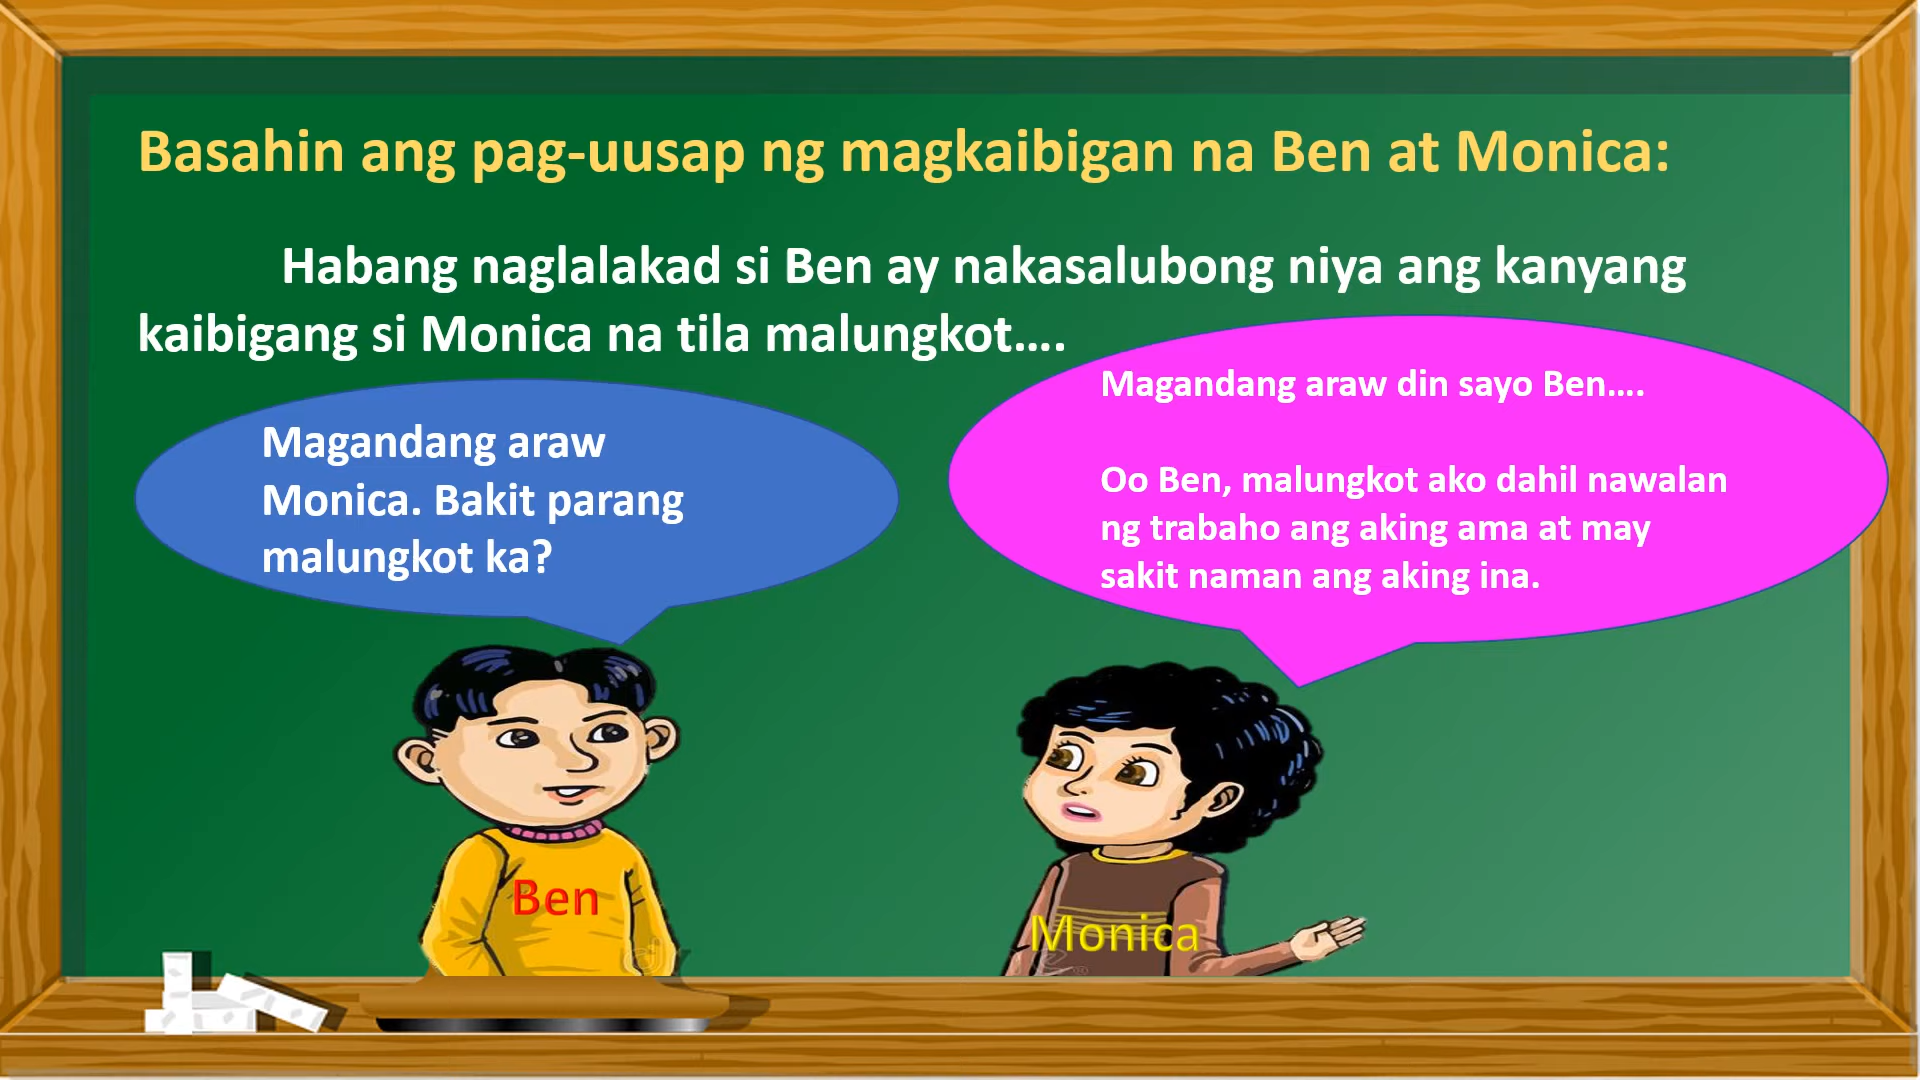 Basahin ang pag-uusap ng magkaibigan na Ben at Monica:
Habang naglalakad si Ben ay nakasalubong niya ang kanyang
kaibigang si Monica na tila malungkot....
Magandang araw
Monica. Bakit parang
malungkot ka?
Magandang araw din sayo Ben....
Oo Ben, malungkot ako dahil nawalan
ng trabaho ang aking ama at may
sakit naman ang aking ina.
Ben
Monica